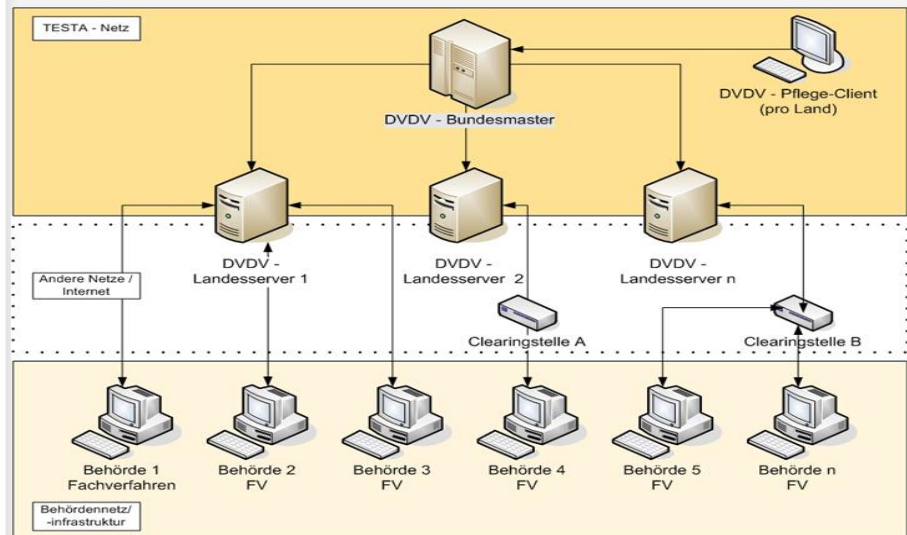 TESTA - Netz
DVDV - Bundesmaster
DVDV - Pflege-Client
(pro Land)
DVDV -
Landesserver 1
DVDV -
Landesserver 2
DVDV -
Landesserver n
Andere Netze /
Internet
Clearingstelle A
Clearingstelle B
Behörde 1
Fachverfahren
Behörde 2
FV
Behörde 3
FV
Behörde 4
FV
Behörde 5
FV
Behörde n
FV
Behördennetz/
-infrastruktur